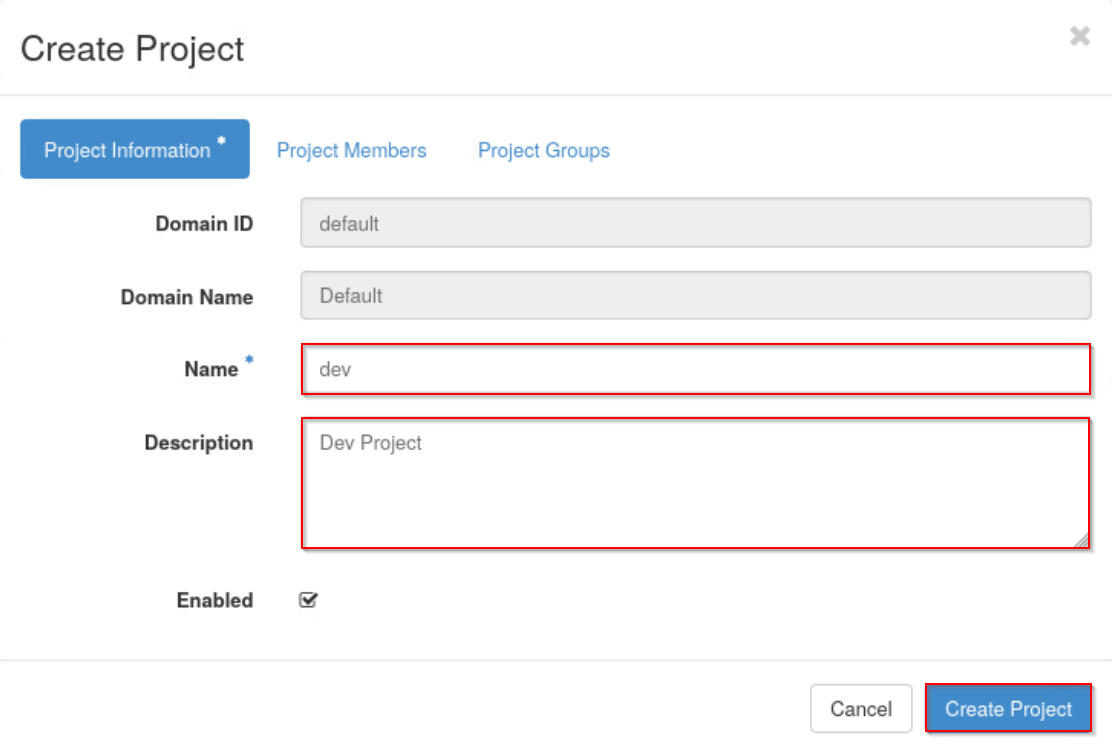 Create Project
×
Project Information *
Project Members
Project Groups
Domain ID
default
Domain Name
Default
Name *
dev
Description
Dev Project
Enabled
Cancel
Create Project